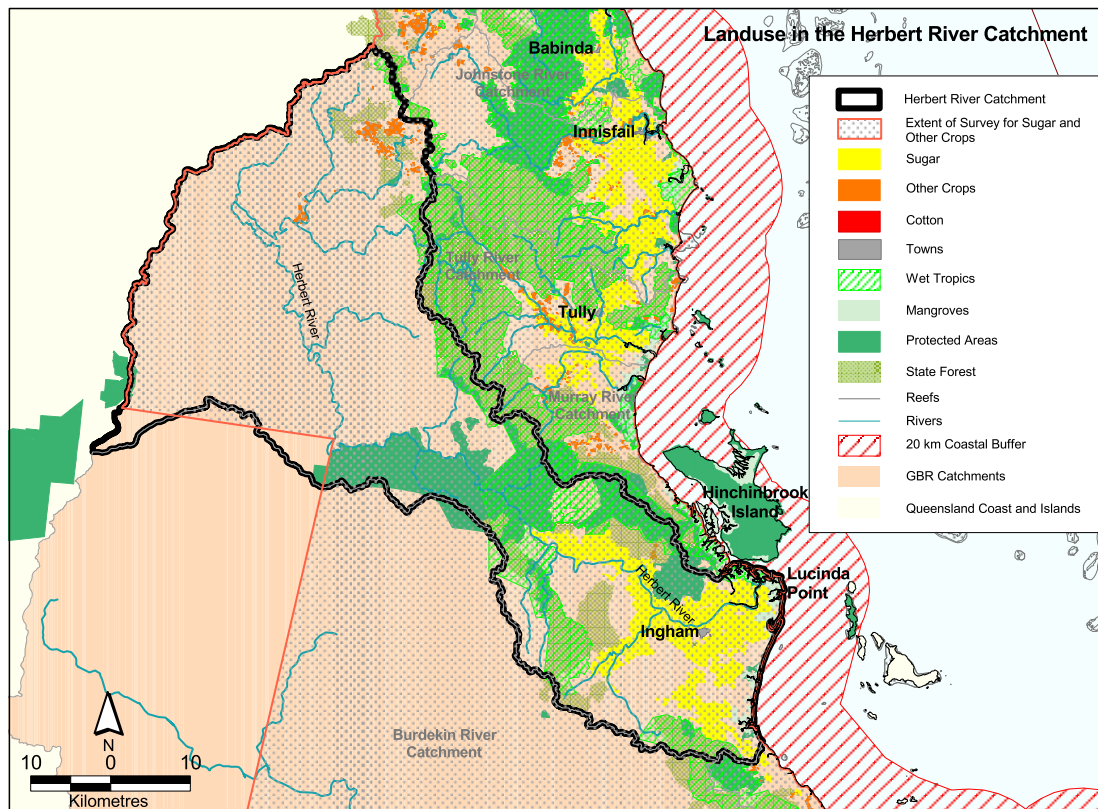 Landuse in the Herbert River Catchment
Babinda
Johnstone River
Catchment
Innisfail
Tully River
Catchment
Herbert River
Tully
Murray River
Catchment
Hinchinbrook
Island
Lucinda
Point
Herbert River
Ingham
Burdekin River
Catchment
N
10 0 10
Kilometres
Herbert River Catchment
Extent of Survey for Sugar and
Other Crops
Sugar
Other Crops
Cotton
Towns
Wet Tropics
Mangroves
Protected Areas
State Forest
Reefs
Rivers
20 km Coastal Buffer
GBR Catchments
Queensland Coast and Islands